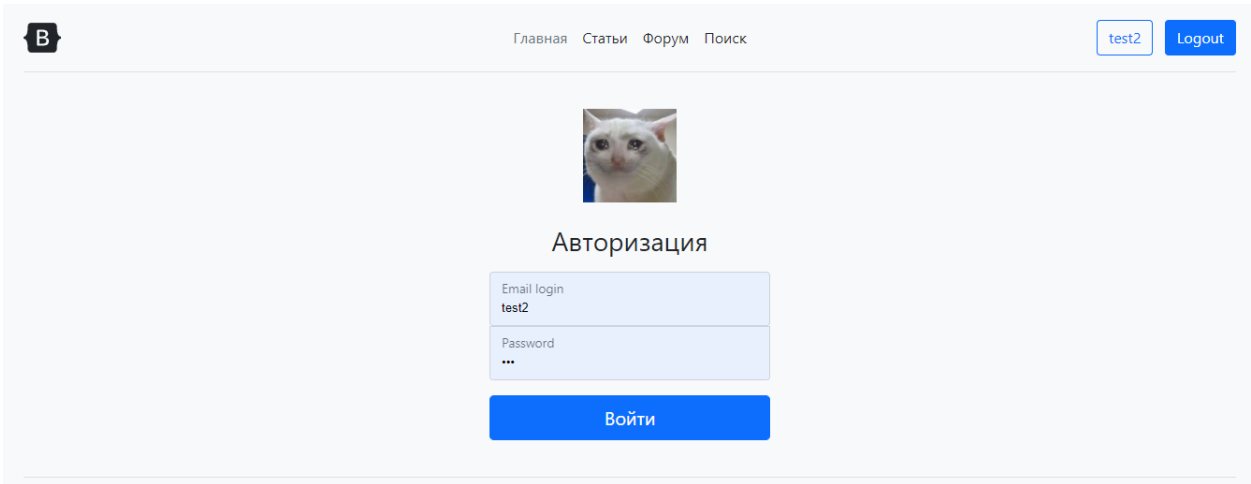 B
Главная Статьи Форум Поиск
test2 Logout
Авторизация
Email login
test2
Password
•••
Войти